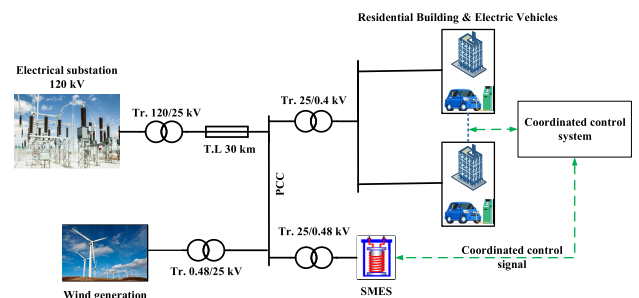 Residential Building & Electric Vehicles
Electrical substation
120 kV
Tr. 120/25 kV
T.L 30 km
Tr. 25/0.4 kV
Coordinated control
system
PCC
Tr. 25/0.48 kV
Tr. 0.48/25 kV
Coordinated control
signal
SMES
Wind generation